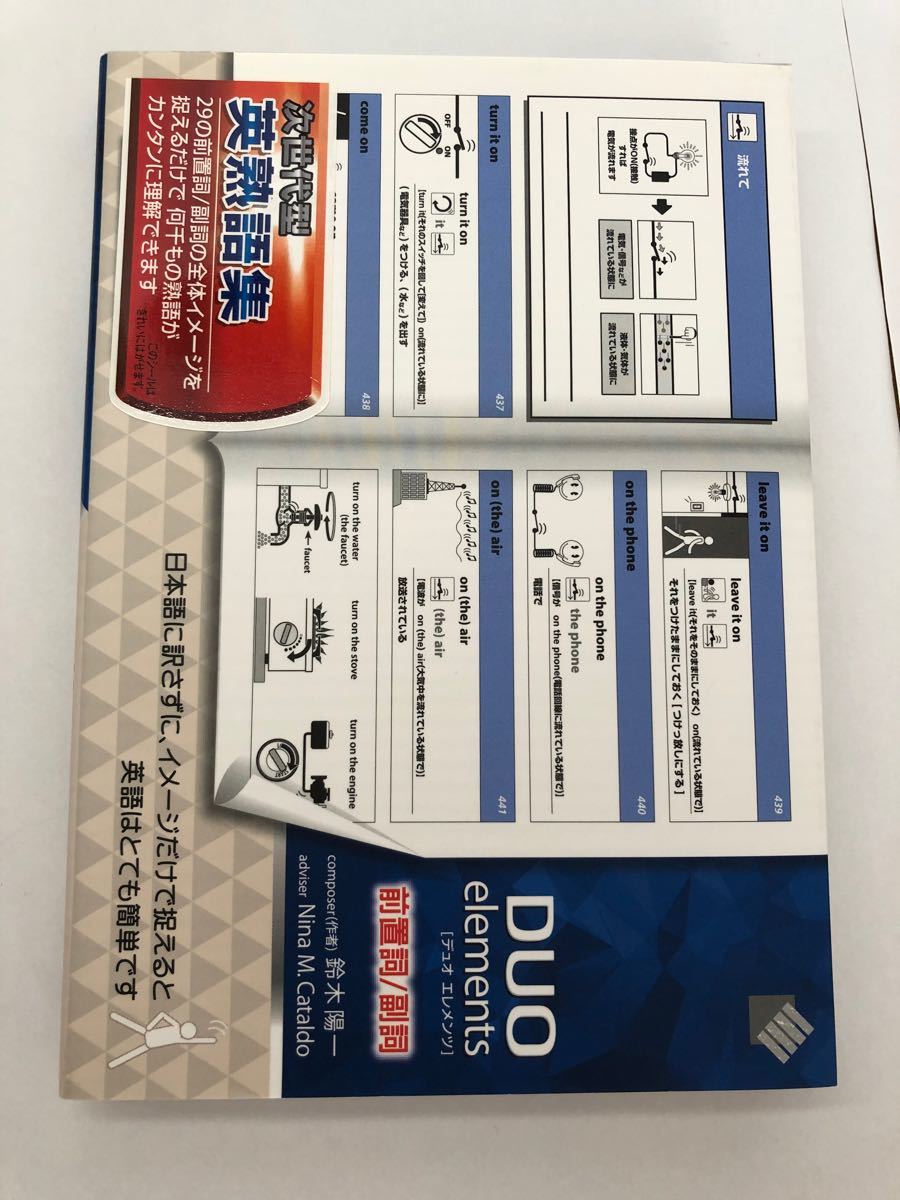 流れて
接点がON(接触)
すれば
電気が流れます
電気・信号などが
流れている状態に
液体・気体が
流れている状態に
turn it on
437
OFF
ON
turn it on
it
[turn it(それのスイッチを回して[変えて]) on(流れている状態に)]
(電気器具など)をつける、(水など)を出す
come on
438
次世代型
英熟語集
29の前置詞/副詞の全体イメージを
捉えるだけで 何千もの熟語が
カンタンに理解できます
このシールは
きれいにはがせます。
leave it on
439
leave it on
it
[leave it(それをそのままにしておく) on(流れている状態で)]
それをつけたままにしておく [つけっ放しにする]
on the phone
440
on the phone
the phone
[信号が on the phone(電話回線に流れている状態で)]
電話で
on (the) air
441
on (the) air
(the) air
[電波が on (the) air(大気中を流れている状態で)]
放送されている
turn on the water
(the faucet)
faucet
turn on the stove
turn on the engine
START
DUO
elements
[デュオ エレメンツ]
前置詞/副詞
composer(作者) 鈴木 陽一
adviser Nina M. Cataldo
日本語に訳さずに、イメージだけで捉えると
英語はとても簡単です